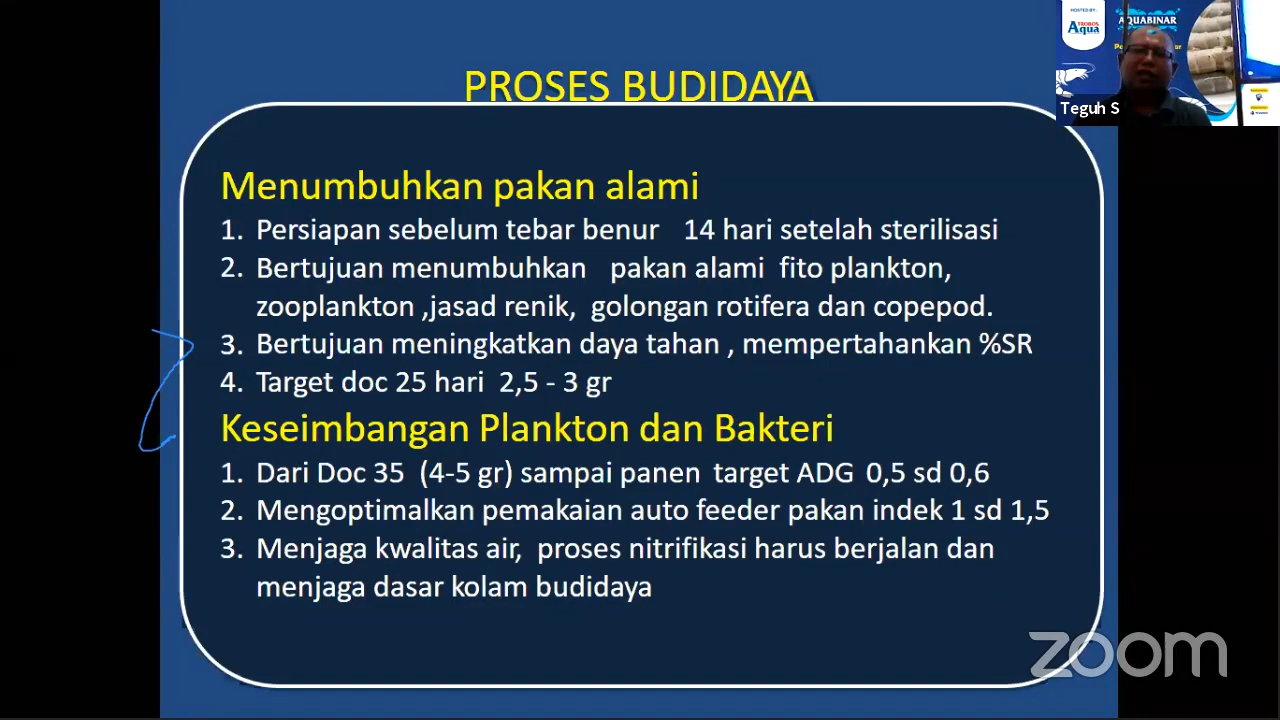 HOSTED BY:
TROBOS
Aqua
AQUABINAR
Teguh S
PROSES BUDIDAYA
Menumbuhkan pakan alami
1. Persiapan sebelum tebar benur 14 hari setelah sterilisasi
2. Bertujuan menumbuhkan pakan alami fito plankton,
zooplankton ,jasad renik, golongan rotifera dan copepod.
3. Bertujuan meningkatkan daya tahan , mempertahankan %SR
4. Target doc 25 hari 2,5 - 3 gr
Keseimbangan Plankton dan Bakteri
1. Dari Doc 35 (4-5 gr) sampai panen target ADG 0,5 sd 0,6
2. Mengoptimalkan pemakaian auto feeder pakan indek 1 sd 1,5
3. Menjaga kwalitas air, proses nitrifikasi harus berjalan dan
menjaga dasar kolam budidaya
zoom